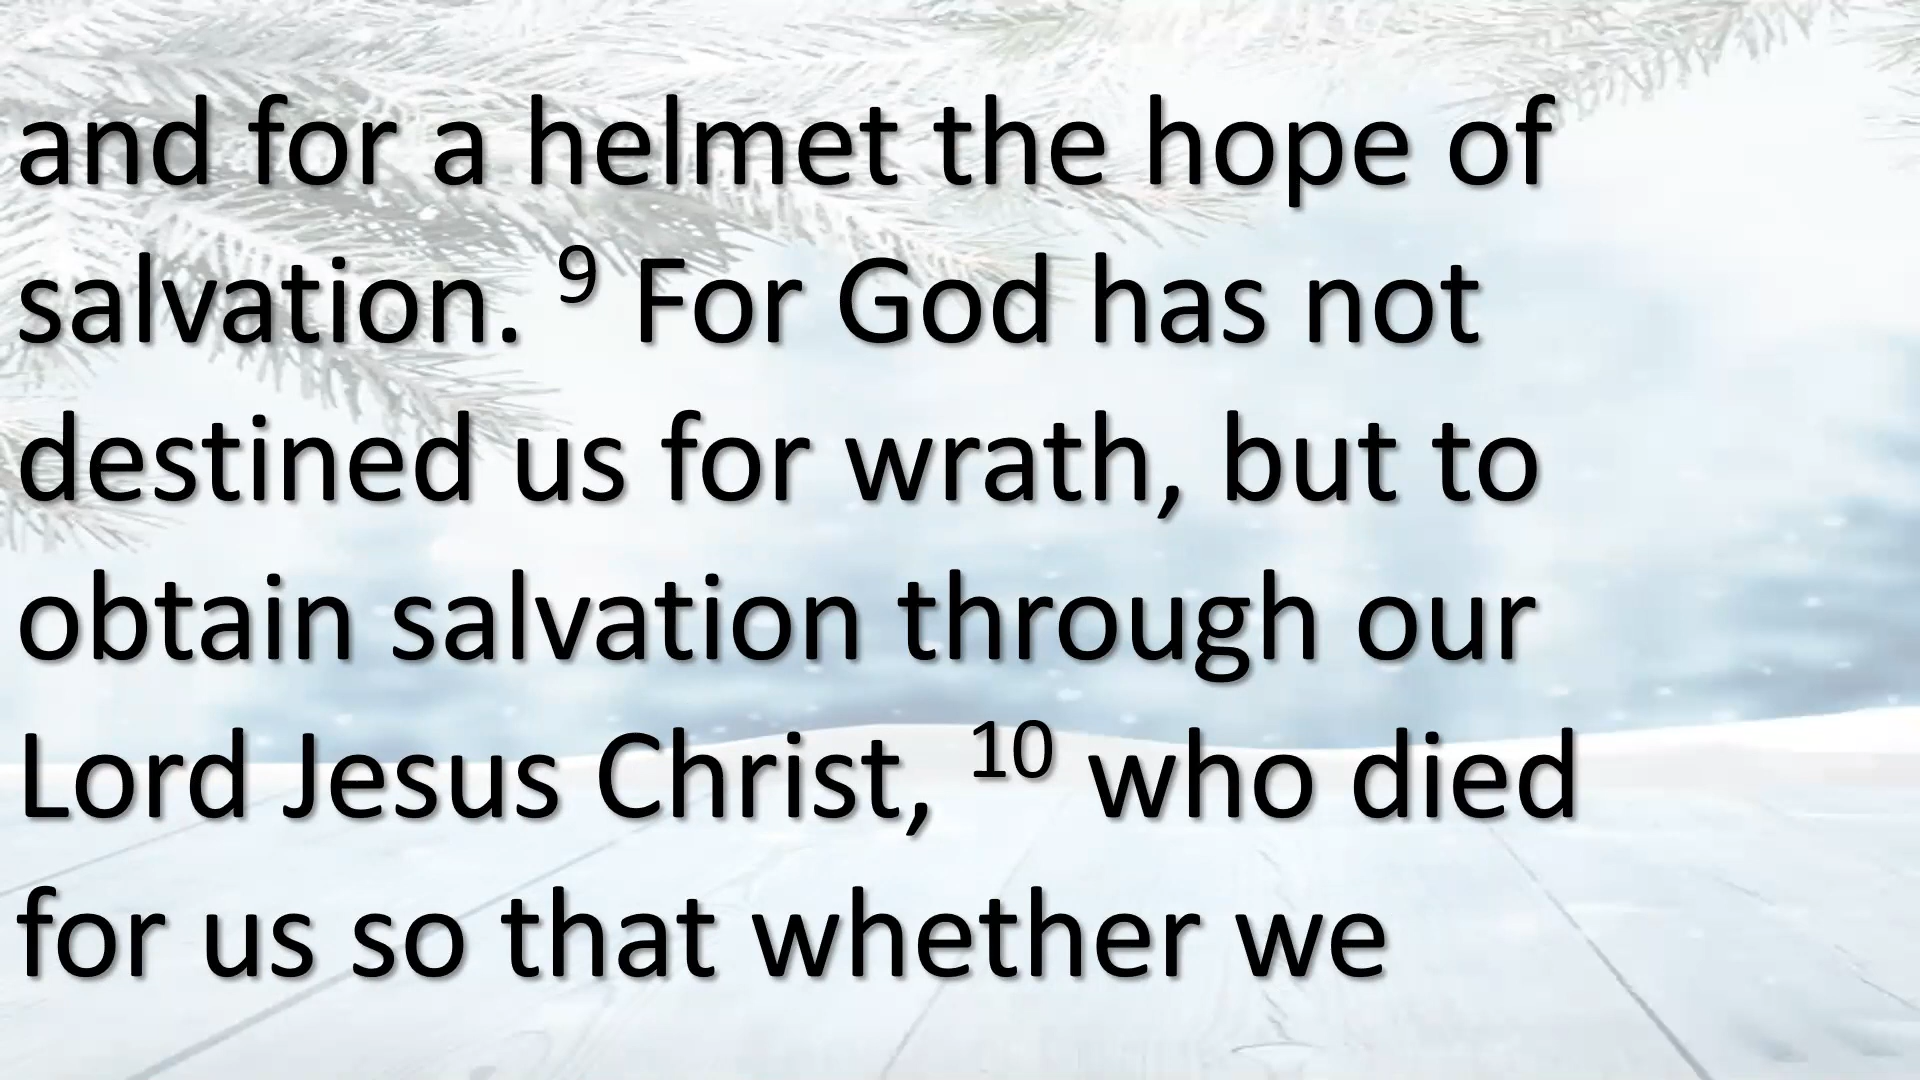 and for a helmet the hope of
salvation. ⁹ For God has not
destined us for wrath, but to
obtain salvation through our
Lord Jesus Christ, ¹⁰ who died
for us so that whether we